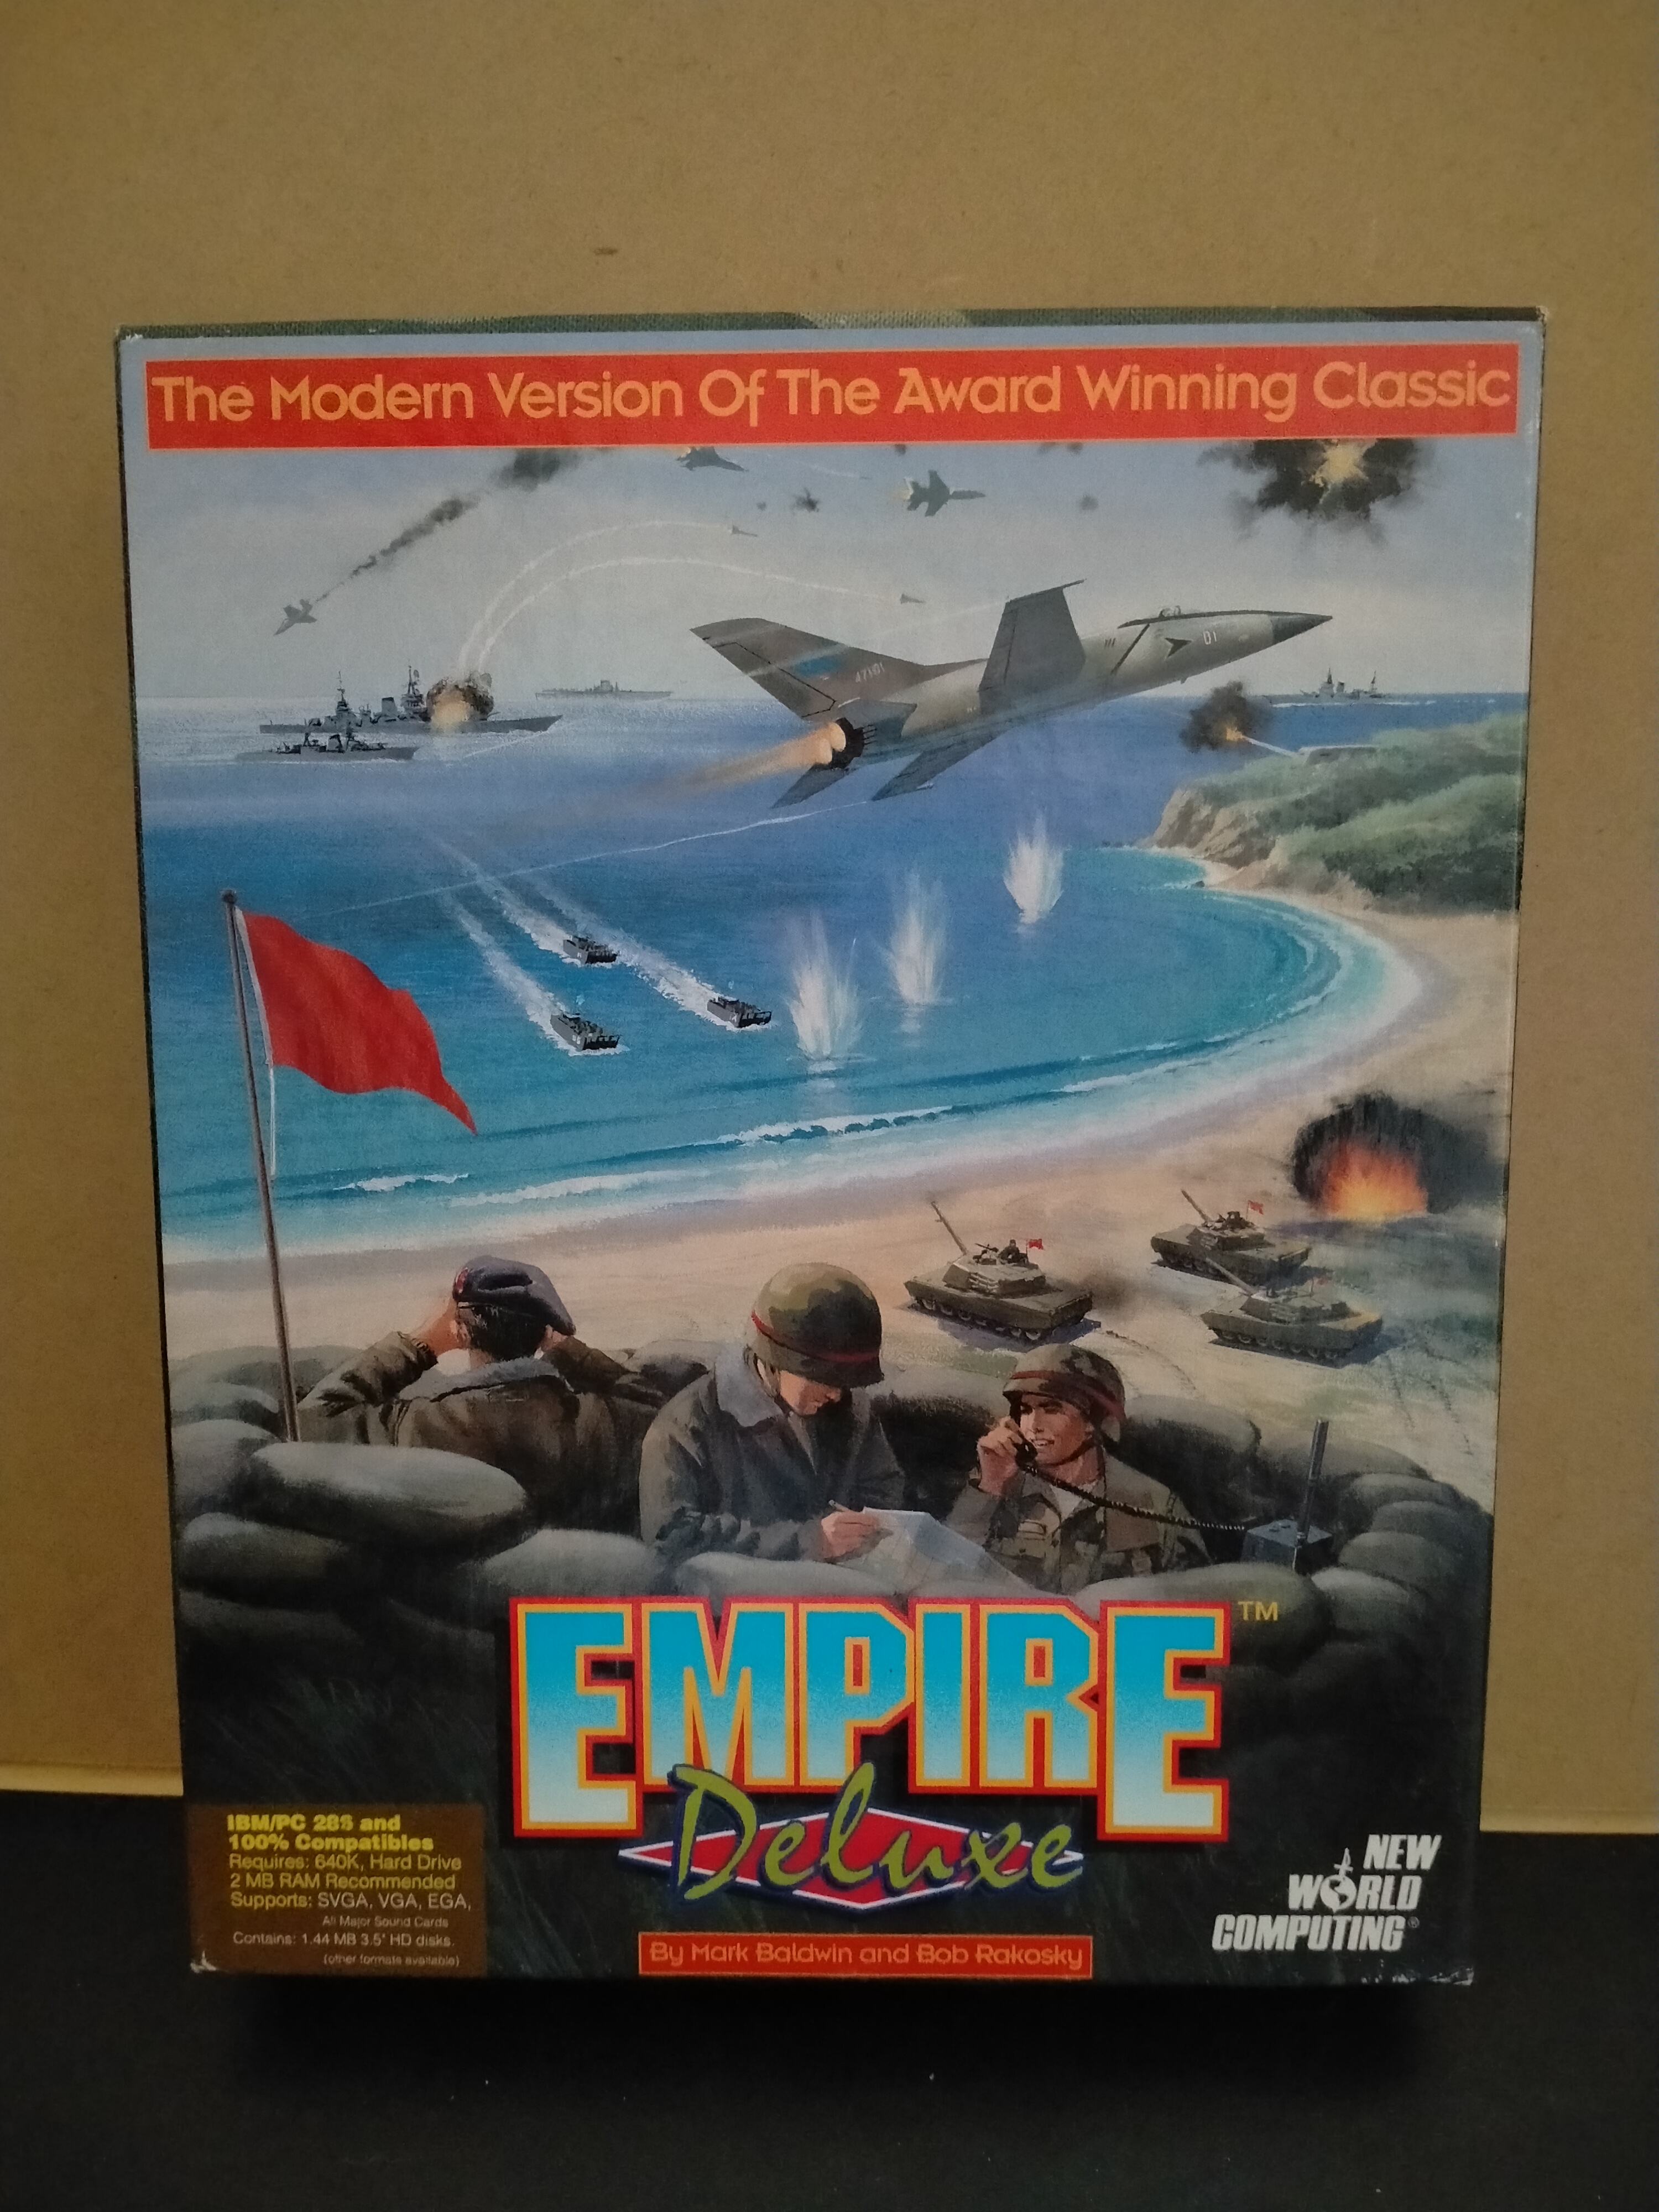 The Modern Version Of The Award Winning Classic
01
47101
EMPIRE™
Deluxe
IBM/PC 286 and
100% Compatibles
Requires: 640K, Hard Drive
2 MB RAM Recommended
Supports: SVGA, VGA, EGA,
All Major Sound Cards
Contains: 1.44 MB 3.5" HD disks.
(other formats available)
By Mark Baldwin and Bob Rakosky
NEW
WORLD
COMPUTING®